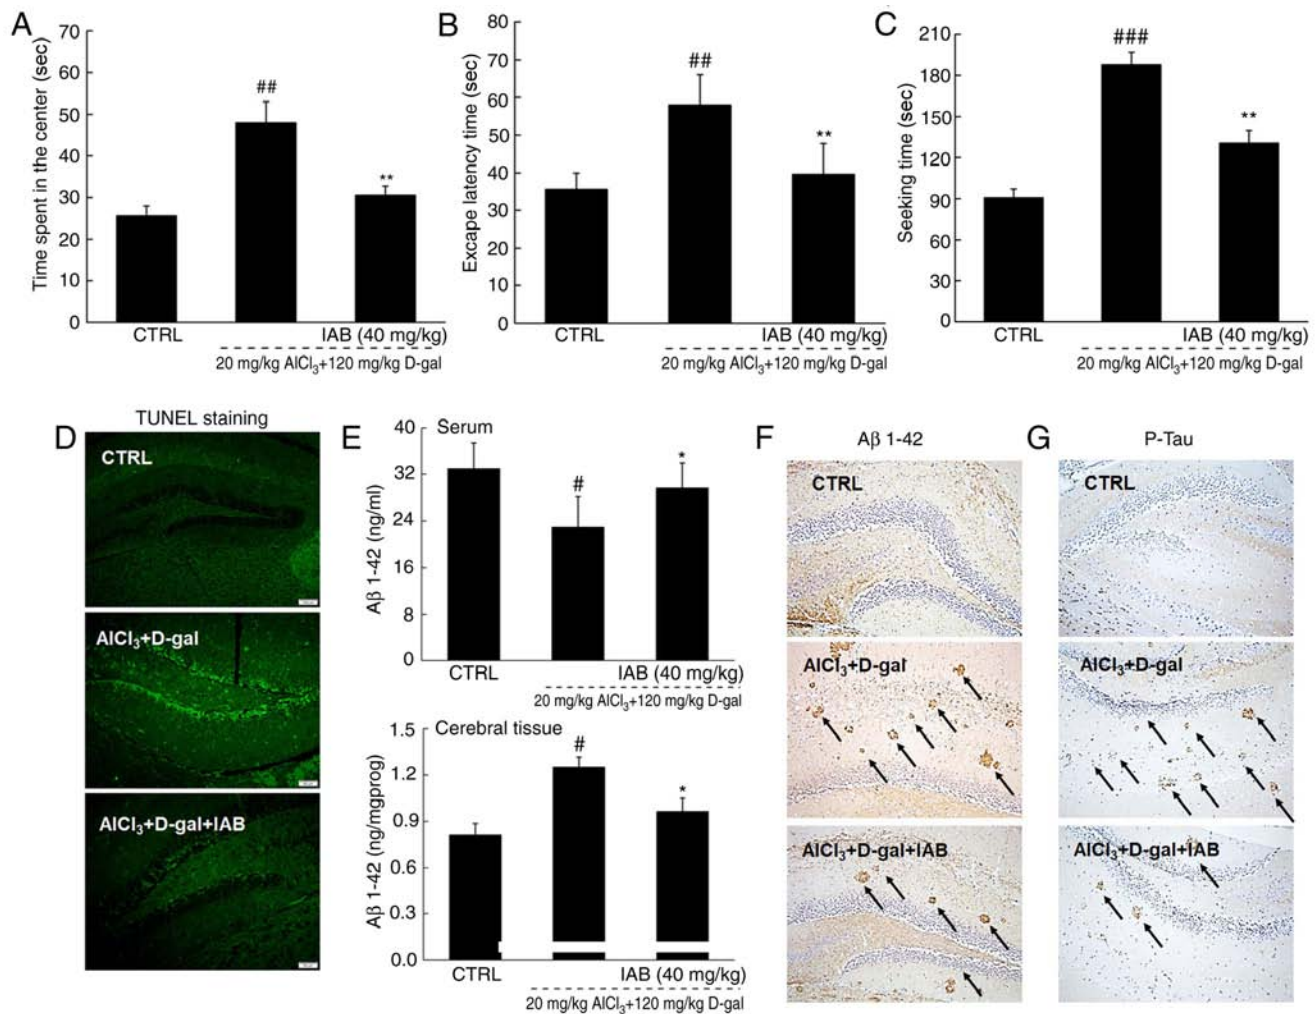 A
Time spent in the center (sec)
70
60
50
40
30
20
10
0
##
**
CTRL
IAB (40 mg/kg)
20 mg/kg AlCl₃+120 mg/kg D-gal
B
Excape latency time (sec)
80
70
60
50
40
30
20
10
0
##
**
CTRL
IAB (40 mg/kg)
20 mg/kg AlCl₃+120 mg/kg D-gal
C
Seeking time (sec)
210
180
150
120
90
60
30
0
###
**
CTRL
IAB (40 mg/kg)
20 mg/kg AlCl₃+120 mg/kg D-gal
D
TUNEL staining
CTRL
AlCl₃+D-gal
AlCl₃+D-gal+IAB
E
Serum
Aβ 1-42 (ng/ml)
40
32
24
16
8
0
#
*
CTRL
IAB (40 mg/kg)
20 mg/kg AlCl₃+120 mg/kg D-gal
Cerebral tissue
Aβ 1-42 (ng/mgprog)
1.5
1.2
0.9
0.6
0.3
0.0
#
*
CTRL
IAB (40 mg/kg)
20 mg/kg AlCl₃+120 mg/kg D-gal
F
Aβ 1-42
CTRL
AlCl₃+D-gal
AlCl₃+D-gal+IAB
G
P-Tau
CTRL
AlCl₃+D-gal
AlCl₃+D-gal+IAB